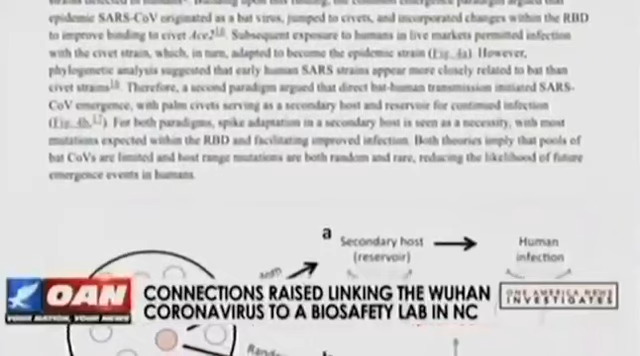 epidemic SARS-CoV originated as a bat virus, jumped to civets, and incorporated changes within the RBD
to improve binding to civet Ace2¹⁸. Subsequent exposure to humans in live markets permitted infection
with the civet strain, which, in turn, adapted to become the epidemic strain (Fig. 4a). However,
phylogenetic analysis suggested that early human SARS strains appear more closely related to bat than
civet strains¹⁸. Therefore, a second paradigm argued that direct bat-human transmission initiated SARS-
CoV emergence, with palm civets serving as a secondary host and reservoir for continued infection
(Fig. 4b,¹⁷). For both paradigms, spike adaptation in a secondary host is seen as a necessity, with most
mutations expected within the RBD and facilitating improved infection. Both theories imply that pools of
bat CoVs are limited and host range mutations are both random and rare, reducing the likelihood of future
emergence events in humans.
a
Secondary host
(reservoir)
Human
infection
OAN
CONNECTIONS RAISED LINKING THE WUHAN
CORONAVIRUS TO A BIOSAFETY LAB IN NC
ONE AMERICA NEWS
INVESTIGATES